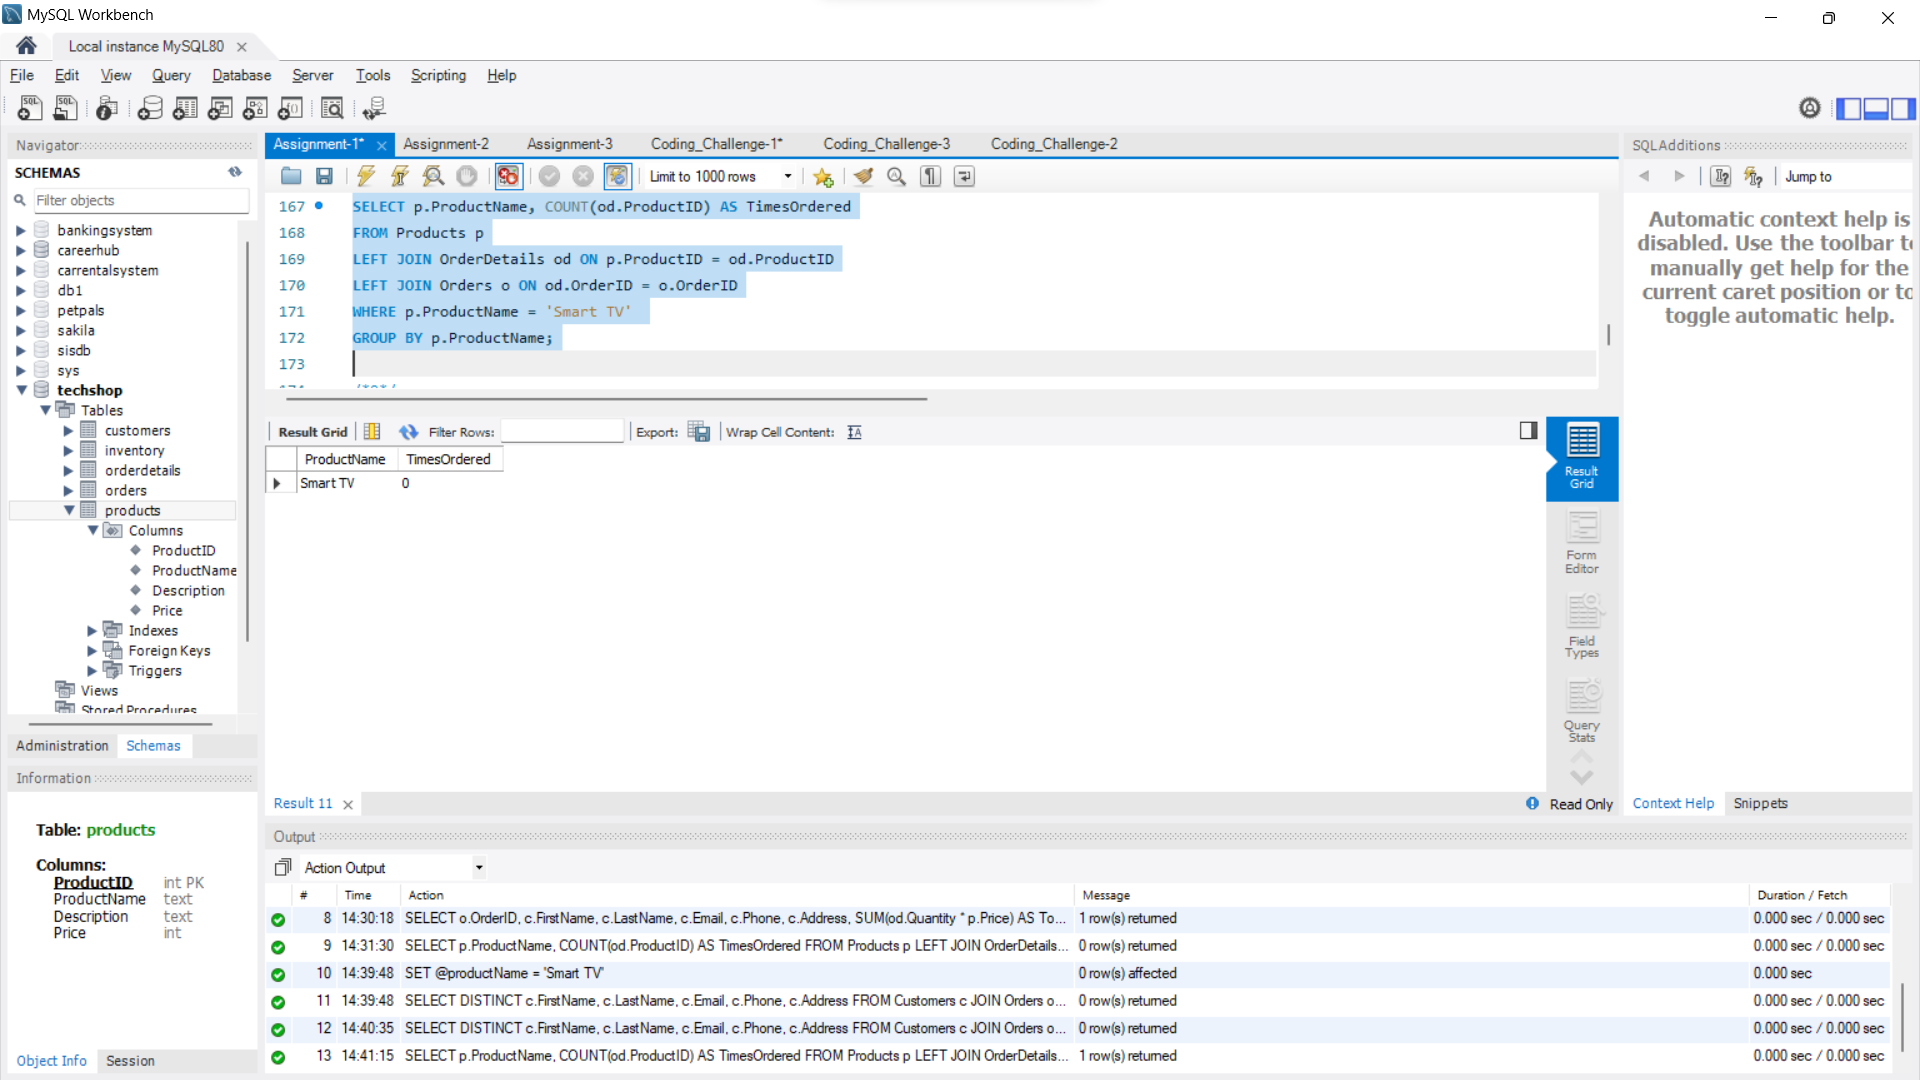 MySQL Workbench
Local instance MySQL80
File Edit View Query Database Server Tools Scripting Help
Navigator
SCHEMAS
Filter objects
bankingsystem
careerhub
carrentalsystem
db1
petpals
sakila
sisdb
sys
techshop
Tables
customers
inventory
orderdetails
orders
products
Columns
ProductID
ProductName
Description
Price
Indexes
Foreign Keys
Triggers
Views
Stored Procedures
Administration Schemas
Information
Table: products
Columns:
ProductID int PK
ProductName text
Description text
Price int
Object Info Session
Assignment-1* Assignment-2 Assignment-3 Coding_Challenge-1* Coding_Challenge-3 Coding_Challenge-2
Limit to 1000 rows
167 SELECT p.ProductName, COUNT(od.ProductID) AS TimesOrdered
168 FROM Products p
169 LEFT JOIN OrderDetails od ON p.ProductID = od.ProductID
170 LEFT JOIN Orders o ON od.OrderID = o.OrderID
171 WHERE p.ProductName = 'Smart TV'
172 GROUP BY p.ProductName;
173
Result Grid Filter Rows: Export: Wrap Cell Content:
ProductName TimesOrdered
Smart TV 0
Result Grid
Form Editor
Field Types
Query Stats
Result 11
Read Only
SQLAdditions
Jump to
Automatic context help is
disabled. Use the toolbar to
manually get help for the
current caret position or to
toggle automatic help.
Context Help Snippets
Output
Action Output
# Time Action Message Duration / Fetch
8 14:30:18 SELECT o.OrderID, c.FirstName, c.LastName, c.Email, c.Phone, c.Address, SUM(od.Quantity * p.Price) AS To... 1 row(s) returned 0.000 sec / 0.000 sec
9 14:31:30 SELECT p.ProductName, COUNT(od.ProductID) AS TimesOrdered FROM Products p LEFT JOIN OrderDetails... 0 row(s) returned 0.000 sec / 0.000 sec
10 14:39:48 SET @productName = 'Smart TV' 0 row(s) affected 0.000 sec
11 14:39:48 SELECT DISTINCT c.FirstName, c.LastName, c.Email, c.Phone, c.Address FROM Customers c JOIN Orders o... 0 row(s) returned 0.000 sec / 0.000 sec
12 14:40:35 SELECT DISTINCT c.FirstName, c.LastName, c.Email, c.Phone, c.Address FROM Customers c JOIN Orders o... 0 row(s) returned 0.000 sec / 0.000 sec
13 14:41:15 SELECT p.ProductName, COUNT(od.ProductID) AS TimesOrdered FROM Products p LEFT JOIN OrderDetails... 1 row(s) returned 0.000 sec / 0.000 sec